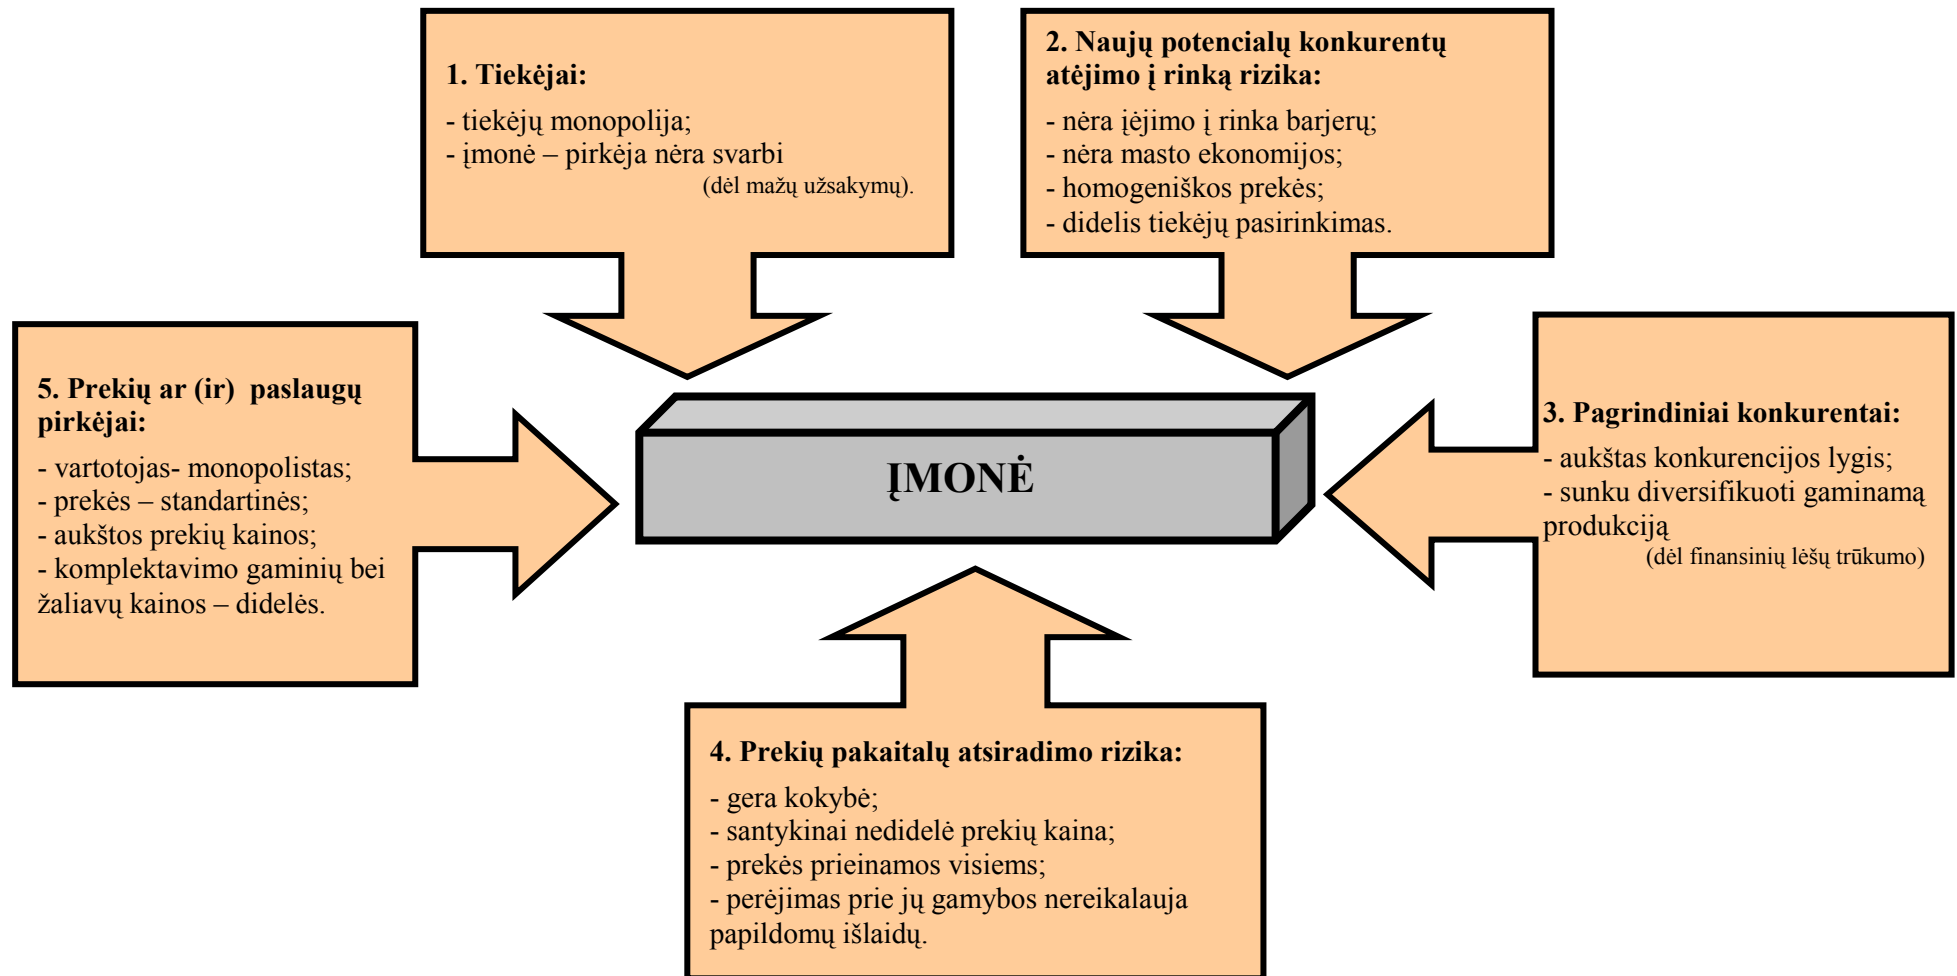 1. Tiekėjai:
- tiekėjų monopolija;
- įmonė – pirkėja nėra svarbi
(dėl mažų užsakymų).
2. Naujų potencialų konkurentų
atėjimo į rinką rizika:
- nėra įėjimo į rinka barjerų;
- nėra masto ekonomijos;
- homogeniškos prekės;
- didelis tiekėjų pasirinkimas.
3. Pagrindiniai konkurentai:
- aukštas konkurencijos lygis;
- sunku diversifikuoti gaminamą
produkciją
(dėl finansinių lėšų trūkumo)
4. Prekių pakaitalų atsiradimo rizika:
- gera kokybė;
- santykinai nedidelė prekių kaina;
- prekės prieinamos visiems;
- perėjimas prie jų gamybos nereikalauja
papildomų išlaidų.
5. Prekių ar (ir)  paslaugų
pirkėjai:
- vartotojas- monopolistas;
- prekės – standartinės;
- aukštos prekių kainos;
- komplektavimo gaminių bei
žaliavų kainos – didelės.
ĮMONĖ